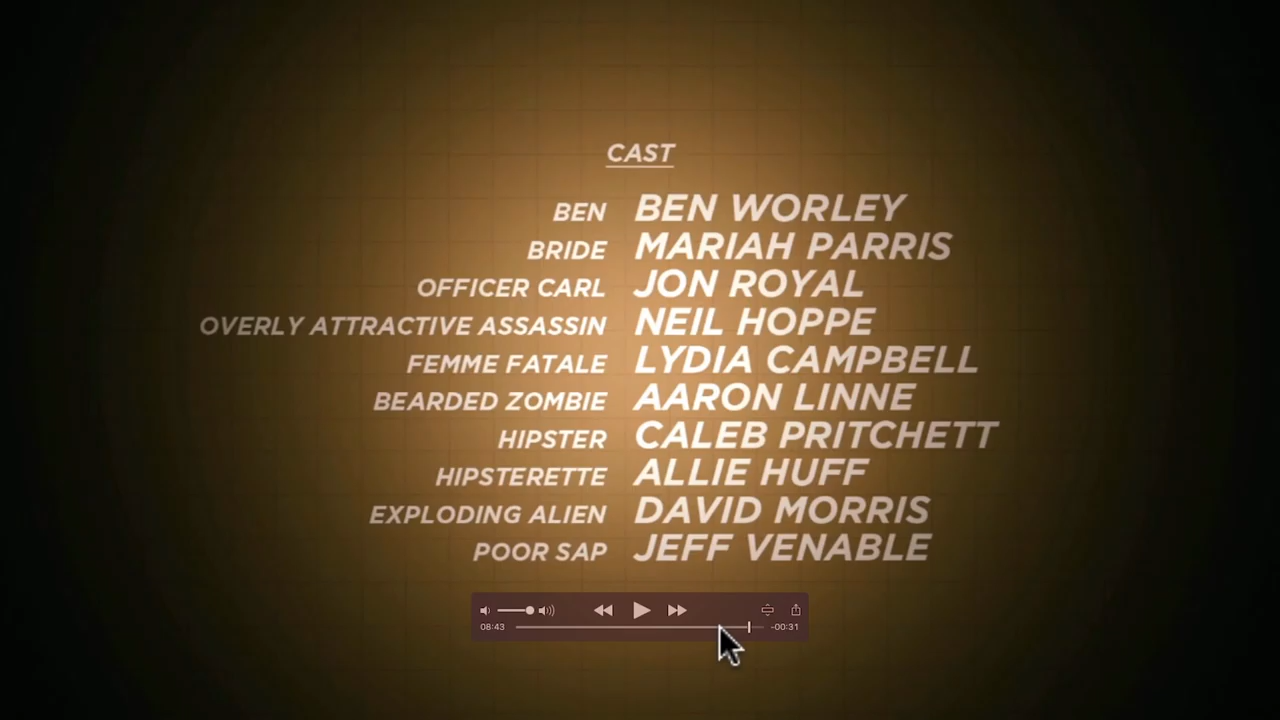 CAST
BEN BEN WORLEY
BRIDE MARIAH PARRIS
OFFICER CARL JON ROYAL
OVERLY ATTRACTIVE ASSASSIN NEIL HOPPE
FEMME FATALE LYDIA CAMPBELL
BEARDED ZOMBIE AARON LINNE
HIPSTER CALEB PRITCHETT
HIPSTERETTE ALLIE HUFF
EXPLODING ALIEN DAVID MORRIS
POOR SAP JEFF VENABLE
08:43 -00:31